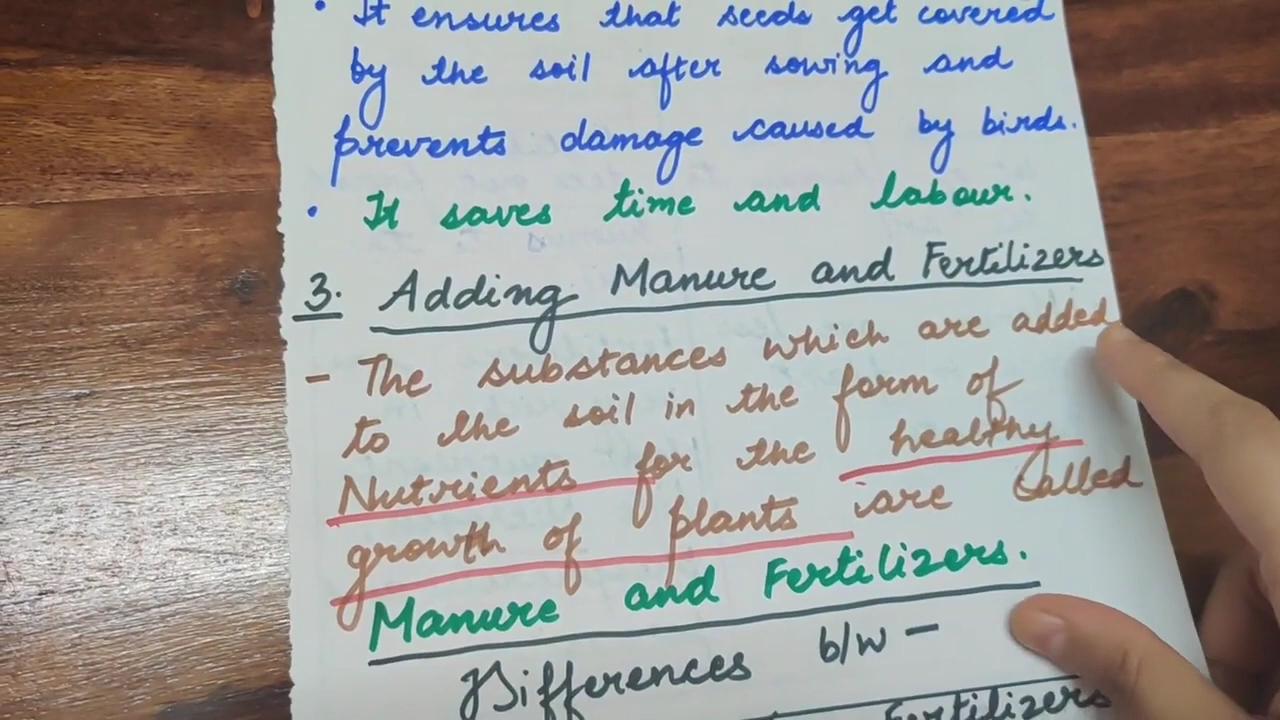 • It ensures that seeds get covered
by the soil after sowing and
prevents damage caused by birds.
• It saves time and labour.
3. Adding Manure and Fertilizers
- The substances which are added
to the soil in the form of
Nutrients for the healthy
growth of plants are called
Manure and Fertilizers.
Differences b/w -
Fertilizers